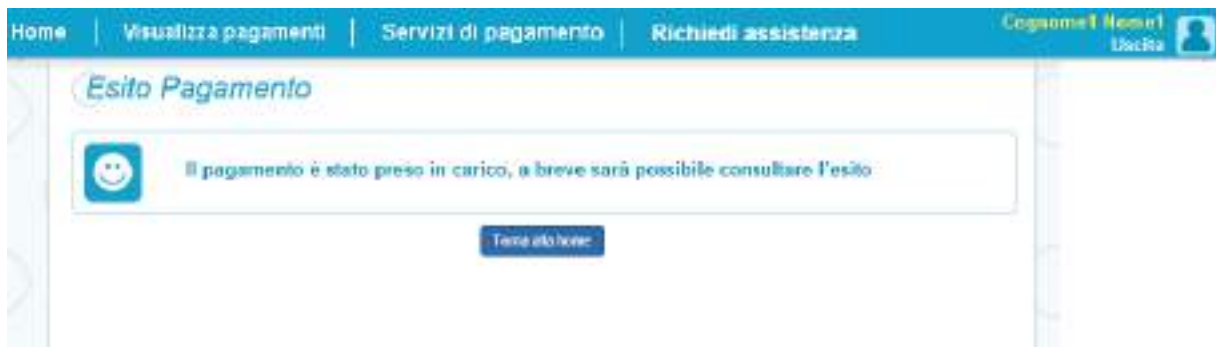 Home | Visualizza pagamenti | Servizi di pagamento | Richiedi assistenza
Cognome1 Nome1
Uscita
Esito Pagamento
Il pagamento è stato preso in carico, a breve sarà possibile consultare l'esito
Torna alla home